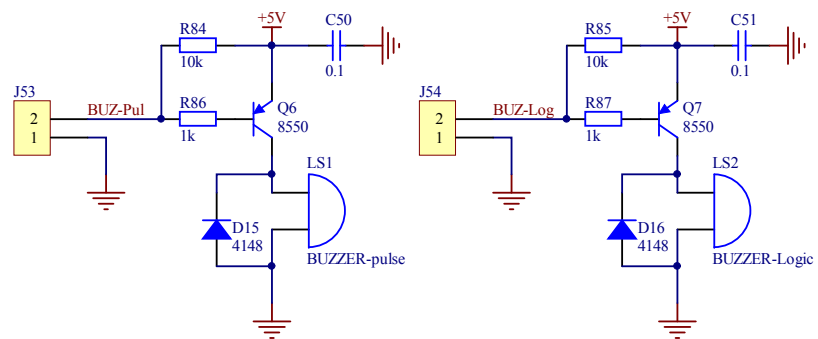 +5V
R84
C50
10k
0.1
J53
BUZ-Pul
R86
Q6
2
1
1k
8550
LS1
D15
4148
BUZZER-pulse
+5V
R85
C51
10k
0.1
J54
BUZ-Log
R87
Q7
2
1
1k
8550
LS2
D16
4148
BUZZER-Logic